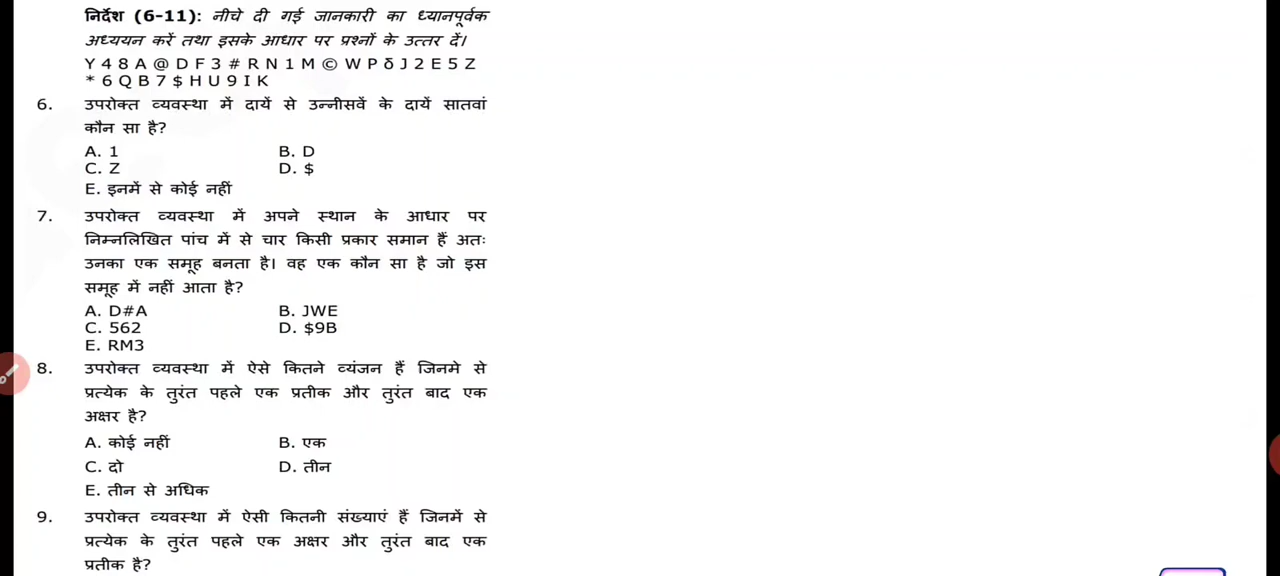 निर्देश (6-11): नीचे दी गई जानकारी का ध्यानपूर्वक
अध्ययन करें तथा इसके आधार पर प्रश्नों के उत्तर दें।
Y 4 8 A @ D F 3 # R N 1 M © W P δ J 2 E 5 Z
* 6 Q B 7 $ H U 9 I K
6. उपरोक्त व्यवस्था में दायें से उन्नीसवें के दायें सातवां
कौन सा है?
A. 1 B. D
C. Z D. $
E. इनमें से कोई नहीं
7. उपरोक्त व्यवस्था में अपने स्थान के आधार पर
निम्नलिखित पांच में से चार किसी प्रकार समान हैं अतः
उनका एक समूह बनता है। वह एक कौन सा है जो इस
समूह में नहीं आता है?
A. D#A B. JWE
C. 562 D. $9B
E. RM3
8. उपरोक्त व्यवस्था में ऐसे कितने व्यंजन हैं जिनमे से
प्रत्येक के तुरंत पहले एक प्रतीक और तुरंत बाद एक
अक्षर है?
A. कोई नहीं B. एक
C. दो D. तीन
E. तीन से अधिक
9. उपरोक्त व्यवस्था में ऐसी कितनी संख्याएं हैं जिनमें से
प्रत्येक के तुरंत पहले एक अक्षर और तुरंत बाद एक
प्रतीक है?